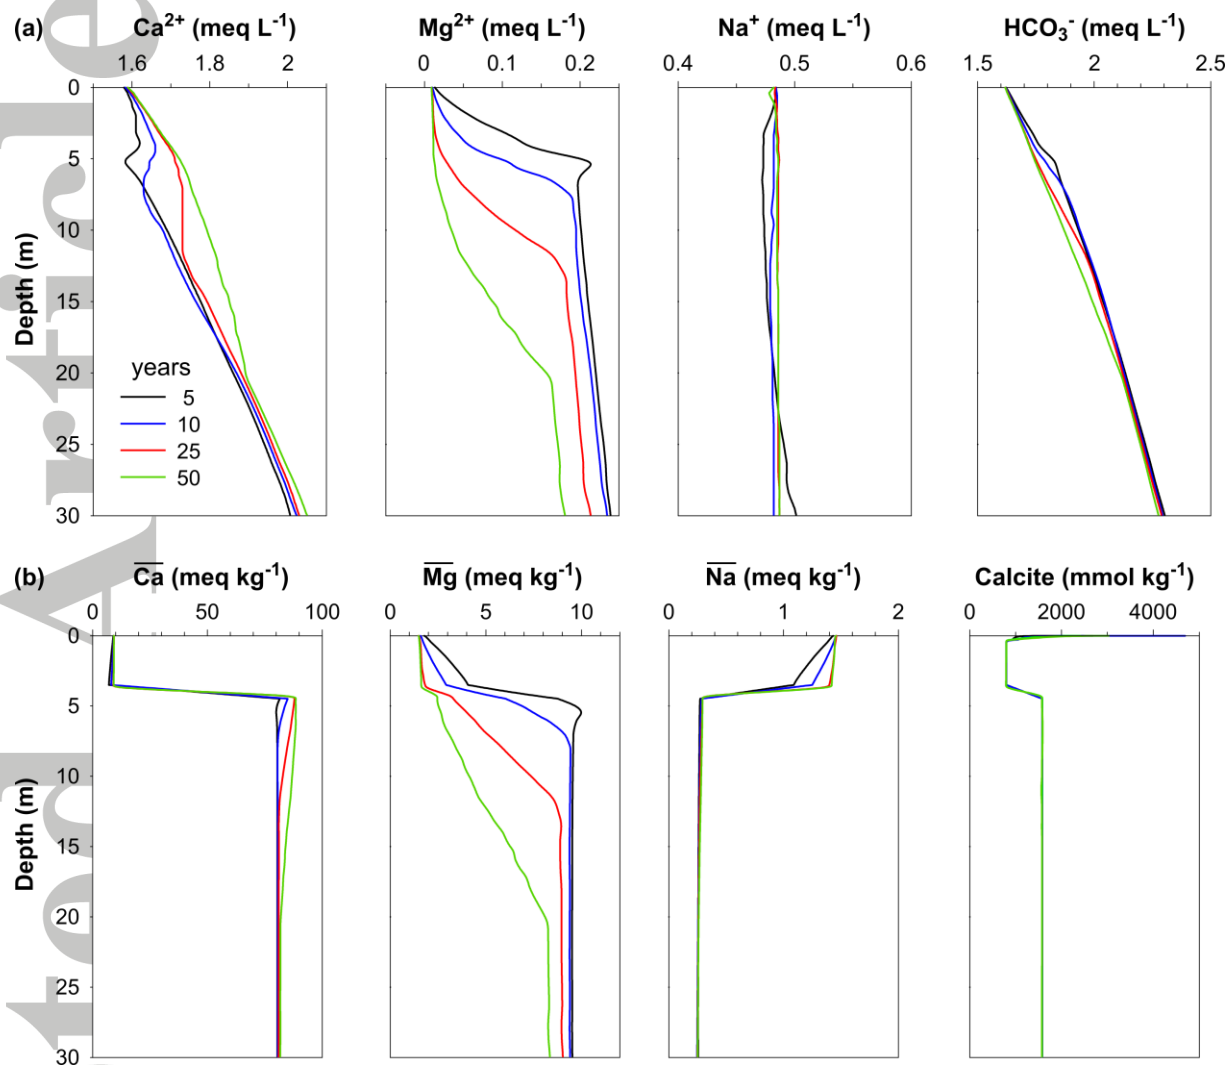 (a) Ca²⁺ (meq L⁻¹) Mg²⁺ (meq L⁻¹) Na⁺ (meq L⁻¹) HCO₃⁻ (meq L⁻¹)
1.6 1.8 2 0 0.1 0.2 0.4 0.5 0.6 1.5 2 2.5
0
5
10
15
20
25
30
Depth (m)
years
5
10
25
50
(b) Ca (meq kg⁻¹) Mg (meq kg⁻¹) Na (meq kg⁻¹) Calcite (mmol kg⁻¹)
0 50 100 0 5 10 0 1 2 0 2000 4000
0
5
10
15
20
25
30
Depth (m)
ted Article